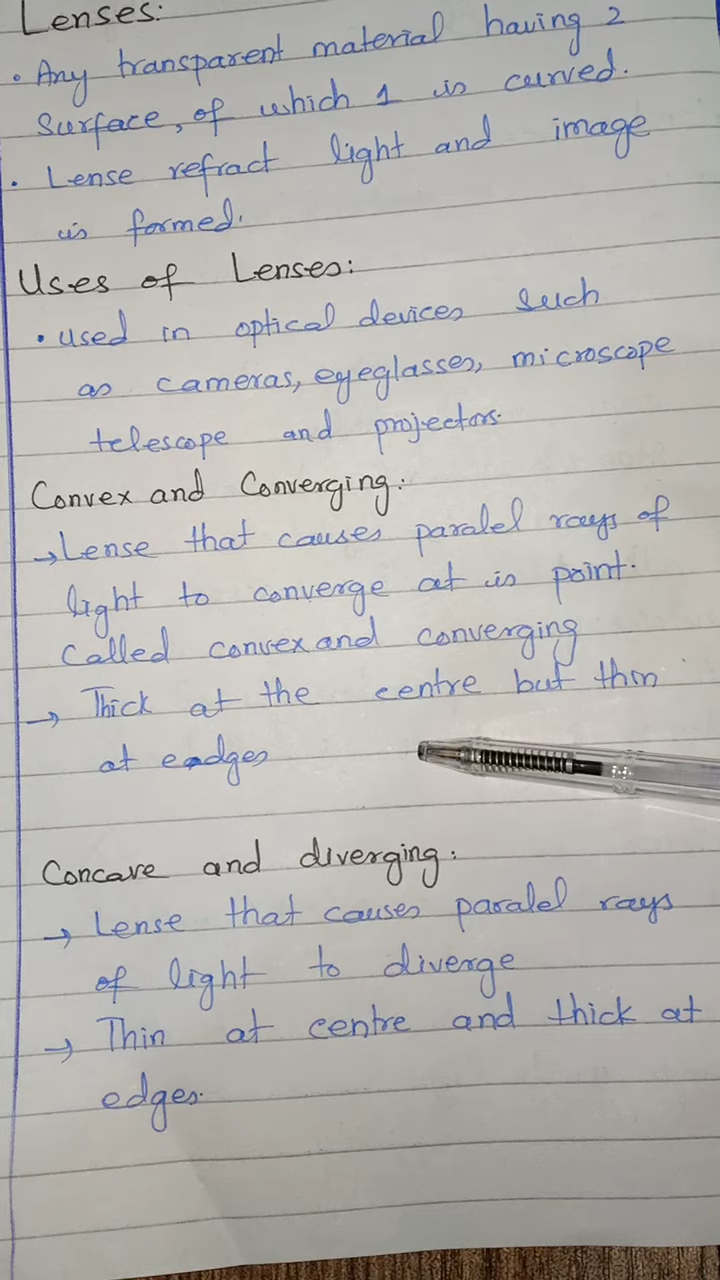 Lenses:
• Any transparent material having 2
surface, of which 1 is curved.
• Lense refract light and image
is formed.
Uses of Lenses:
• used in optical devices such
as cameras, eyeglasses, microscope
telescope and projectors.
Convex and Converging:
→ Lense that causes paralel rays of
light to converge at is point.
Called convex and converging
→ Thick at the centre but thin
at edges
Concave and diverging:
→ Lense that causes paralel rays
of light to diverge
→ Thin at centre and thick at
edges.